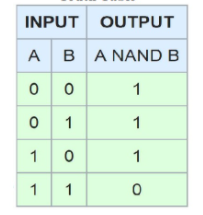 INPUT OUTPUT
A B A NAND B
0 0 1
0 1 1
1 0 1
1 1 0